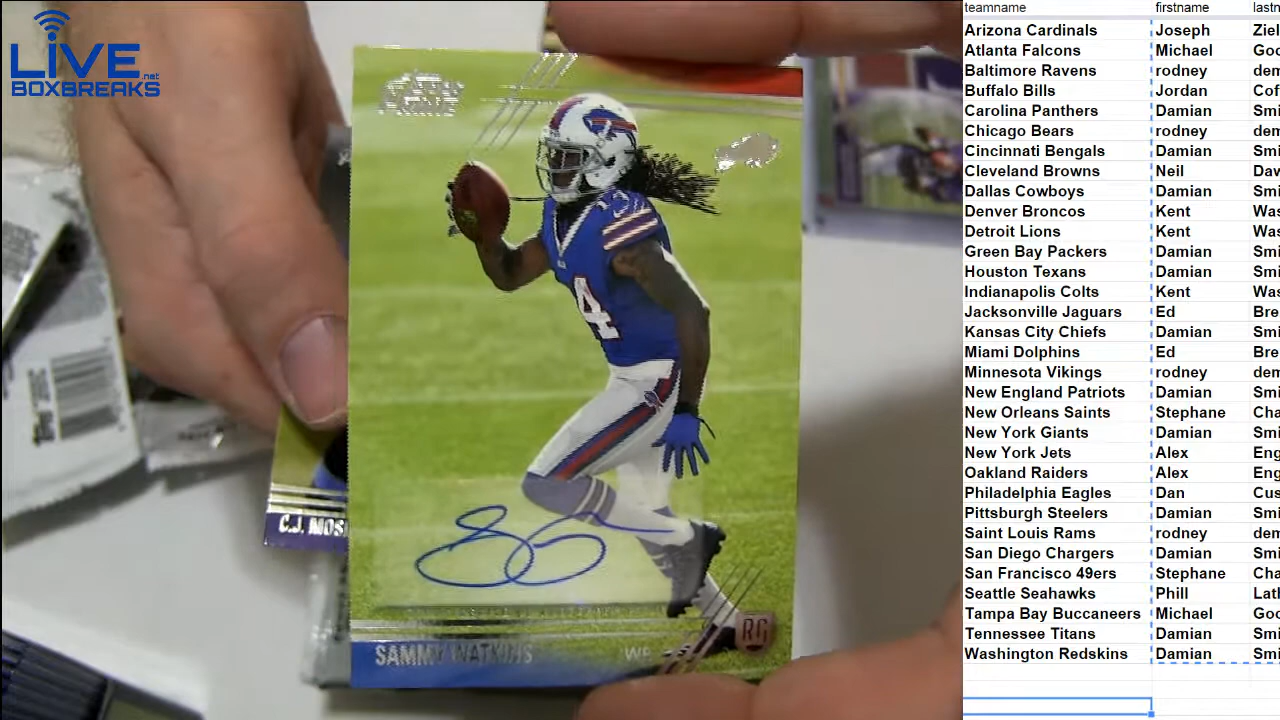 LIVE
.net
BOXBREAKS
14
C.J. MOS
SAMMY WATKINS
WR
RC
teamname firstname lastn
Arizona Cardinals Joseph Ziel
Atlanta Falcons Michael Goo
Baltimore Ravens rodney dem
Buffalo Bills Jordan Cof
Carolina Panthers Damian Smi
Chicago Bears rodney dem
Cincinnati Bengals Damian Smi
Cleveland Browns Neil Dav
Dallas Cowboys Damian Smi
Denver Broncos Kent Was
Detroit Lions Kent Was
Green Bay Packers Damian Smi
Houston Texans Damian Smi
Indianapolis Colts Kent Was
Jacksonville Jaguars Ed Bre
Kansas City Chiefs Damian Smi
Miami Dolphins Ed Bre
Minnesota Vikings rodney dem
New England Patriots Damian Smi
New Orleans Saints Stephane Cha
New York Giants Damian Smi
New York Jets Alex Eng
Oakland Raiders Alex Eng
Philadelphia Eagles Dan Cus
Pittsburgh Steelers Damian Smi
Saint Louis Rams rodney dem
San Diego Chargers Damian Smi
San Francisco 49ers Stephane Cha
Seattle Seahawks Phill Lath
Tampa Bay Buccaneers Michael Goo
Tennessee Titans Damian Smi
Washington Redskins Damian Smi